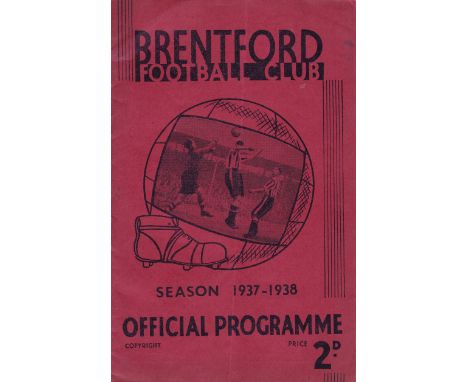 BRENTFORD
FOOTBALL CLUB
SEASON 1937-1938
OFFICIAL PROGRAMME
COPYRIGHT PRICE 2D.